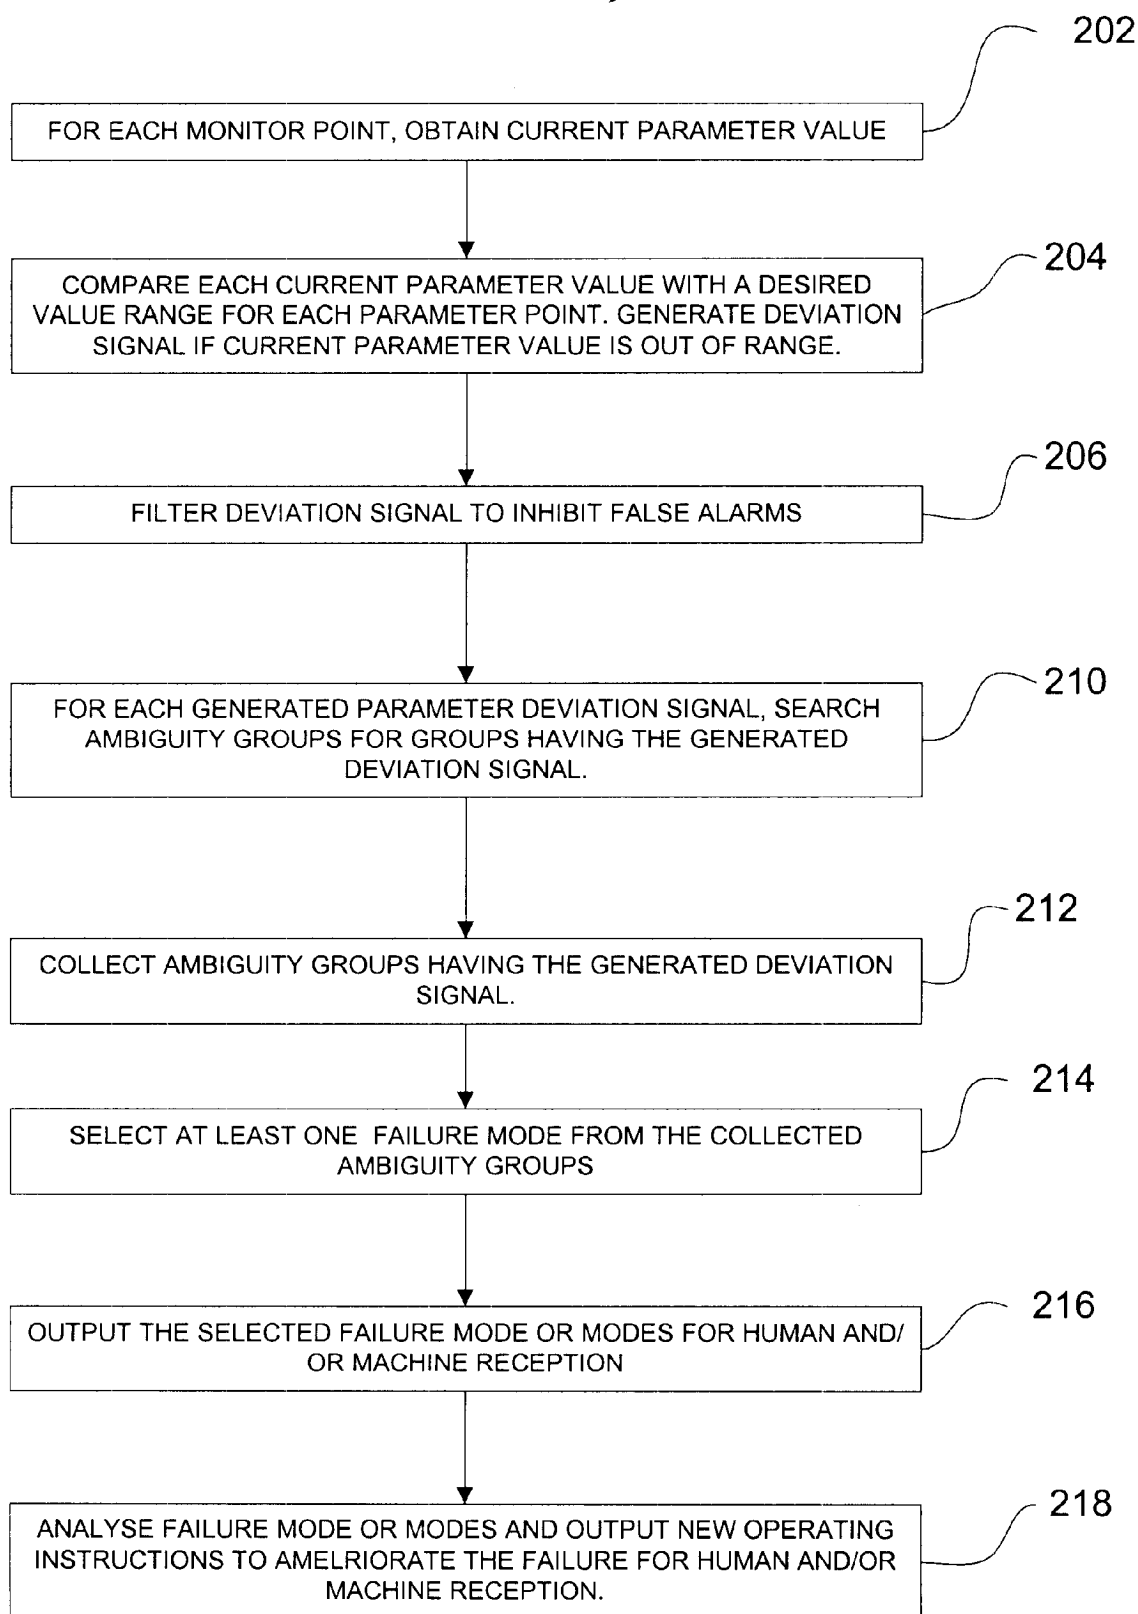 202
FOR EACH MONITOR POINT, OBTAIN CURRENT PARAMETER VALUE
204
COMPARE EACH CURRENT PARAMETER VALUE WITH A DESIRED
VALUE RANGE FOR EACH PARAMETER POINT. GENERATE DEVIATION
SIGNAL IF CURRENT PARAMETER VALUE IS OUT OF RANGE.
206
FILTER DEVIATION SIGNAL TO INHIBIT FALSE ALARMS
210
FOR EACH GENERATED PARAMETER DEVIATION SIGNAL, SEARCH
AMBIGUITY GROUPS FOR GROUPS HAVING THE GENERATED
DEVIATION SIGNAL.
212
COLLECT AMBIGUITY GROUPS HAVING THE GENERATED DEVIATION
SIGNAL.
214
SELECT AT LEAST ONE FAILURE MODE FROM THE COLLECTED
AMBIGUITY GROUPS
216
OUTPUT THE SELECTED FAILURE MODE OR MODES FOR HUMAN AND/
OR MACHINE RECEPTION
218
ANALYSE FAILURE MODE OR MODES AND OUTPUT NEW OPERATING
INSTRUCTIONS TO AMELRIORATE THE FAILURE FOR HUMAN AND/OR
MACHINE RECEPTION.